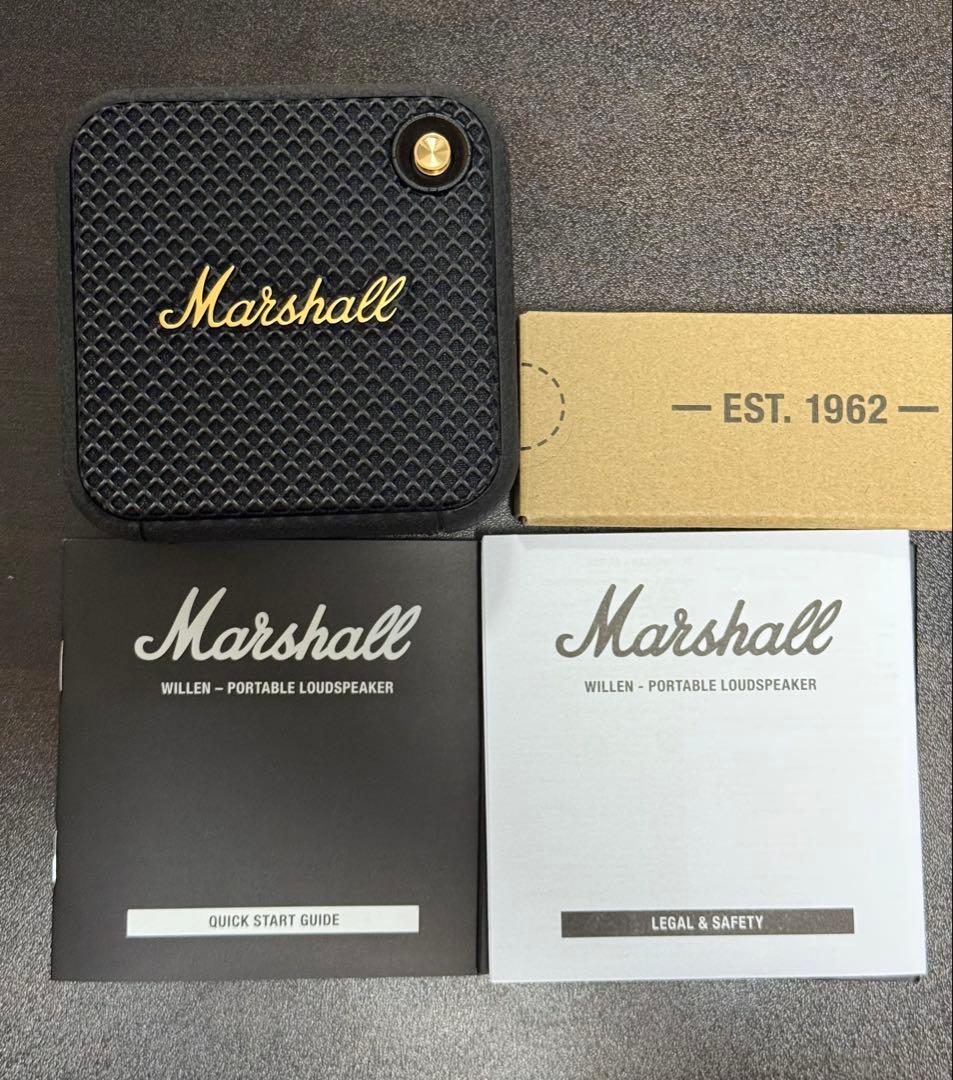 Marshall
— EST. 1962 —
Marshall
WILLEN – PORTABLE LOUDSPEAKER
QUICK START GUIDE
Marshall
WILLEN - PORTABLE LOUDSPEAKER
LEGAL & SAFETY